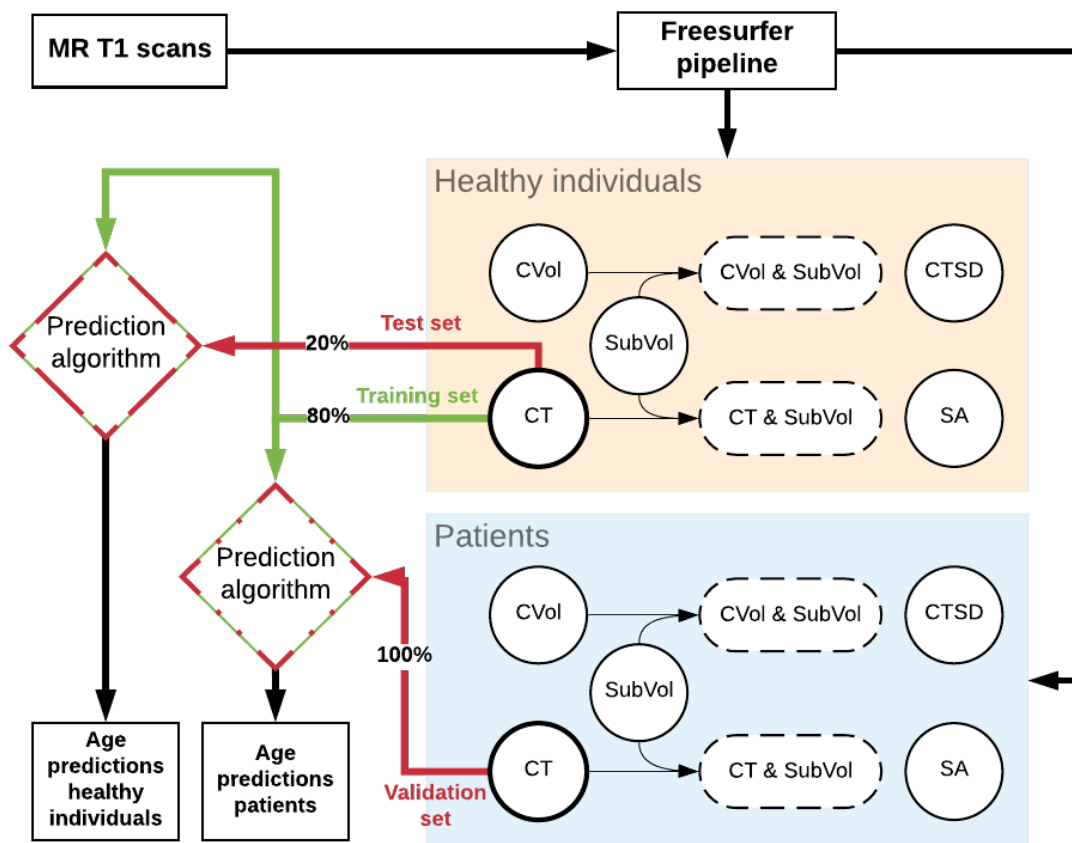 MR T1 scans
Freesurfer
pipeline
Healthy individuals
CVol
CVol & SubVol
CTSD
Prediction
algorithm
Test set
20%
SubVol
Training set
80%
CT
CT & SubVol
SA
Patients
Prediction
algorithm
CVol
CVol & SubVol
CTSD
100%
SubVol
Age
predictions
healthy
individuals
Age
predictions
patients
CT
CT & SubVol
SA
Validation
set